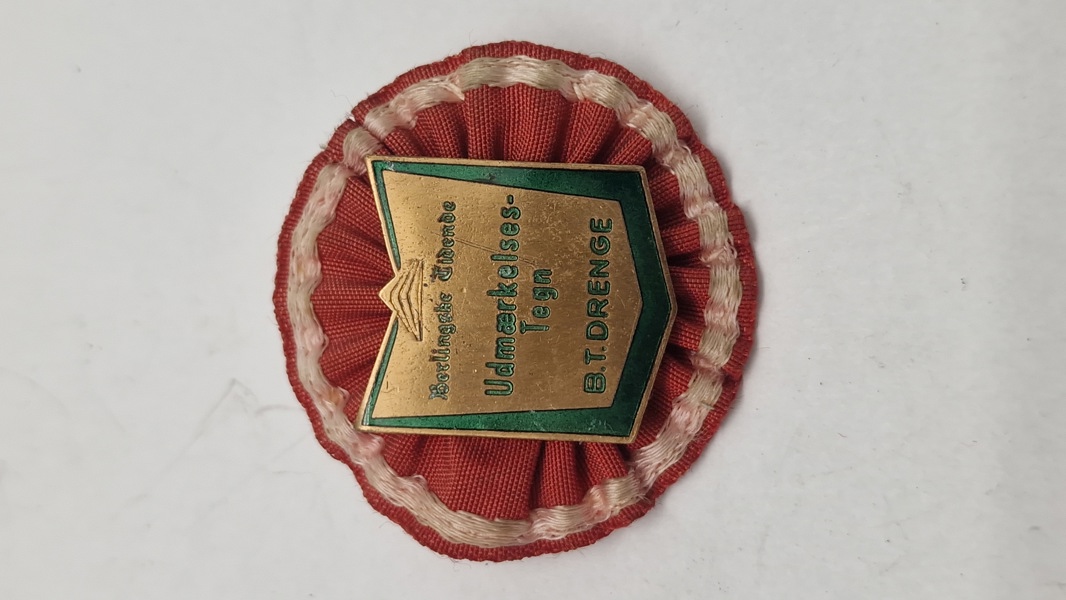 Berlingske Tidende
Udmærkelses-
Tegn
B.T. DRENGE